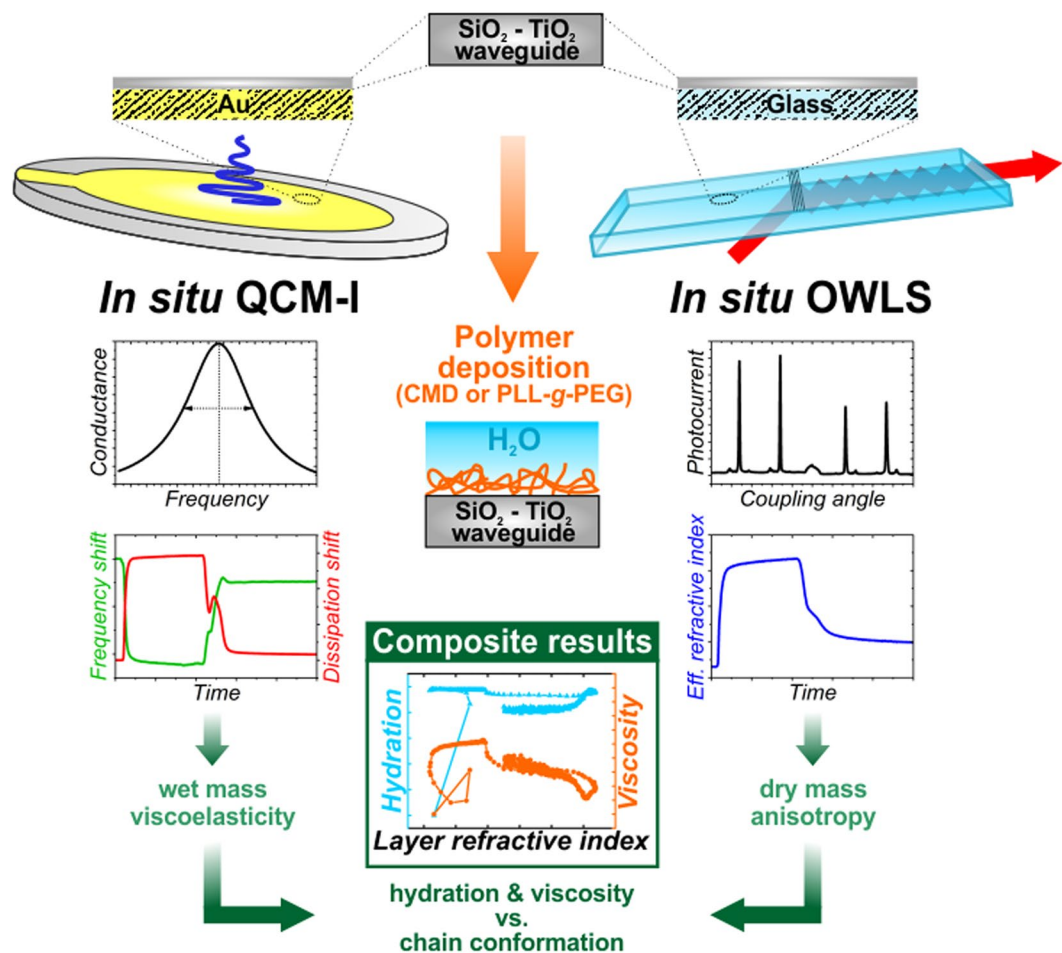 SiO₂ - TiO₂
waveguide
Au
Glass
In situ QCM-I
In situ OWLS
Polymer
deposition
(CMD or PLL-g-PEG)
Conductance
Frequency
Photocurrent
Coupling angle
H₂O
SiO₂ - TiO₂
waveguide
Frequency shift
Dissipation shift
Time
Eff. refractive index
Time
Composite results
Hydration
Viscosity
Layer refractive index
wet mass
viscoelasticity
dry mass
anisotropy
hydration & viscosity
vs.
chain conformation